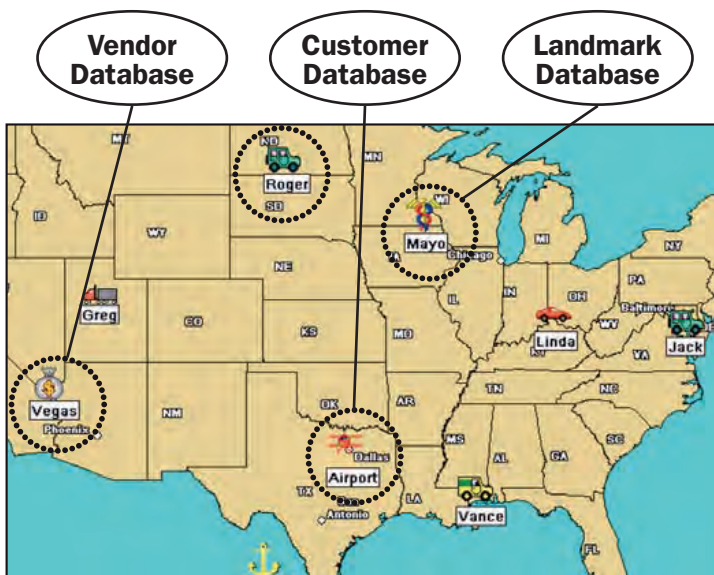 Vendor
Database
Customer
Database
Landmark
Database
MT
ND
MN
Roger
WI
ID
SD
Mayo
MI
NY
WY
IA
Chicago
NE
PA
IL
IN
OH
Baltimore
Greg
CO
KS
MO
Linda
WV
Jack
KY
VA
Vegas
TN
NC
Phoenix
NM
OK
AR
SC
Dallas
MS
AL
GA
Airport
TX
LA
San
Antonio
Vance
FL